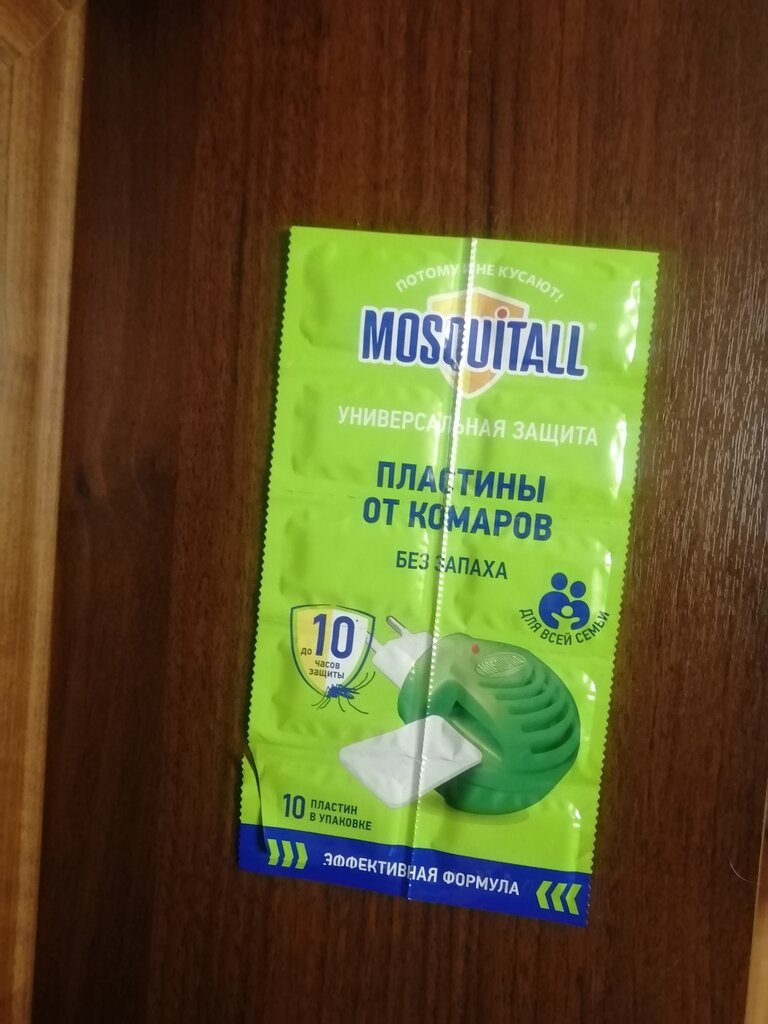 ПОТОМУ И НЕ КУСАЮТ!
MOSQUITALL®
УНИВЕРСАЛЬНАЯ ЗАЩИТА
ПЛАСТИНЫ
ОТ КОМАРОВ
БЕЗ ЗАПАХА
ДЛЯ ВСЕЙ СЕМЬИ
до 10
часов
защиты
MOSQUITALL
10 ПЛАСТИН
В УПАКОВКЕ
ЭФФЕКТИВНАЯ ФОРМУЛА